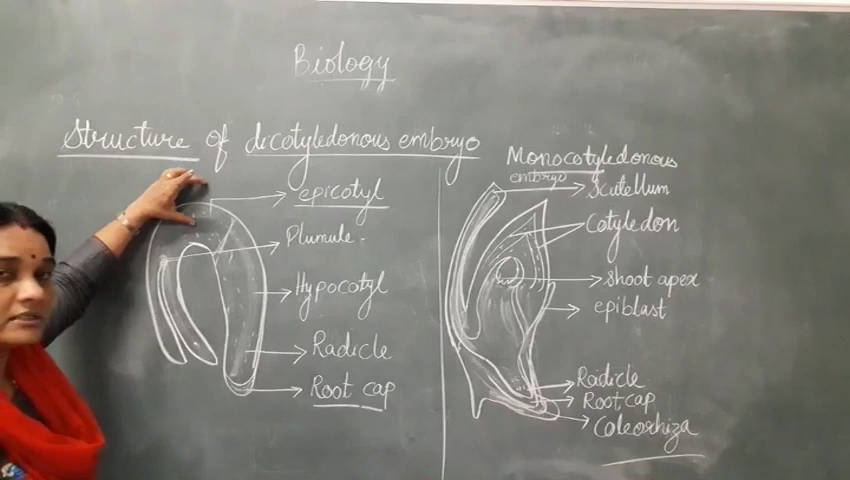 Biology
Structure of dicotyledonous embryo
epicotyl
Plumule
Hypocotyl
Radicle
Root cap
Monocotyledonous
embryo
Scutellum
Cotyledon
Shoot apex
epiblast
Radicle
Root cap
Coleorhiza